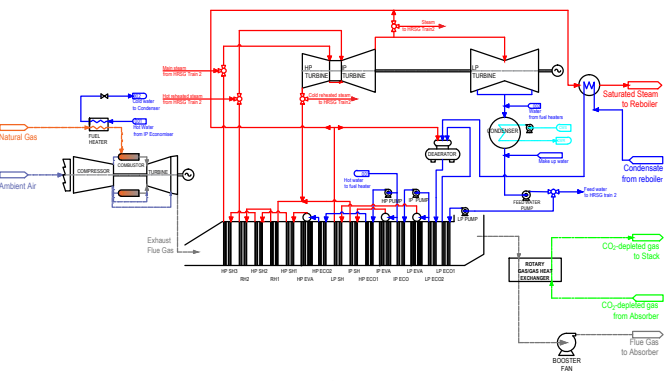 Steam
to HRSG Train2
HP
TURBINE
IP
TURBINE
LP
TURBINE
Main steam
from HRSG Train 2
Hot reheated steam
from HRSG Train 2
Cold reheated steam
to HRSG Train2
Saturated Steam
to Reboiler
Cold water
to Condenser
Hot Water
from IP Economiser
Water
from fuel heaters
Natural Gas
FUEL
HEATER
CONDENSER
DEAERATOR
Make up water
Condensate
from reboiler
COMBUSTOR
COMPRESSOR
TURBINE
Ambient Air
Hot water
to fuel heater
HP PUMP
IP PUMP
LP PUMP
FEED WATER
PUMP
Feed water
to HRSG train 2
Exhaust
Flue Gas
HP SH3
HP SH2
HP SH1
HP ECO2
IP SH
IP EVA
LP EVA
LP ECO1
RH2
RH1
HP EVA
LP SH
HP ECO1
IP ECO
LP ECO2
ROTARY
GAS/GAS HEAT
EXCHANGER
CO2-depleted gas
to Stack
CO2-depleted gas
from Absorber
Flue Gas
to Absorber
BOOSTER
FAN